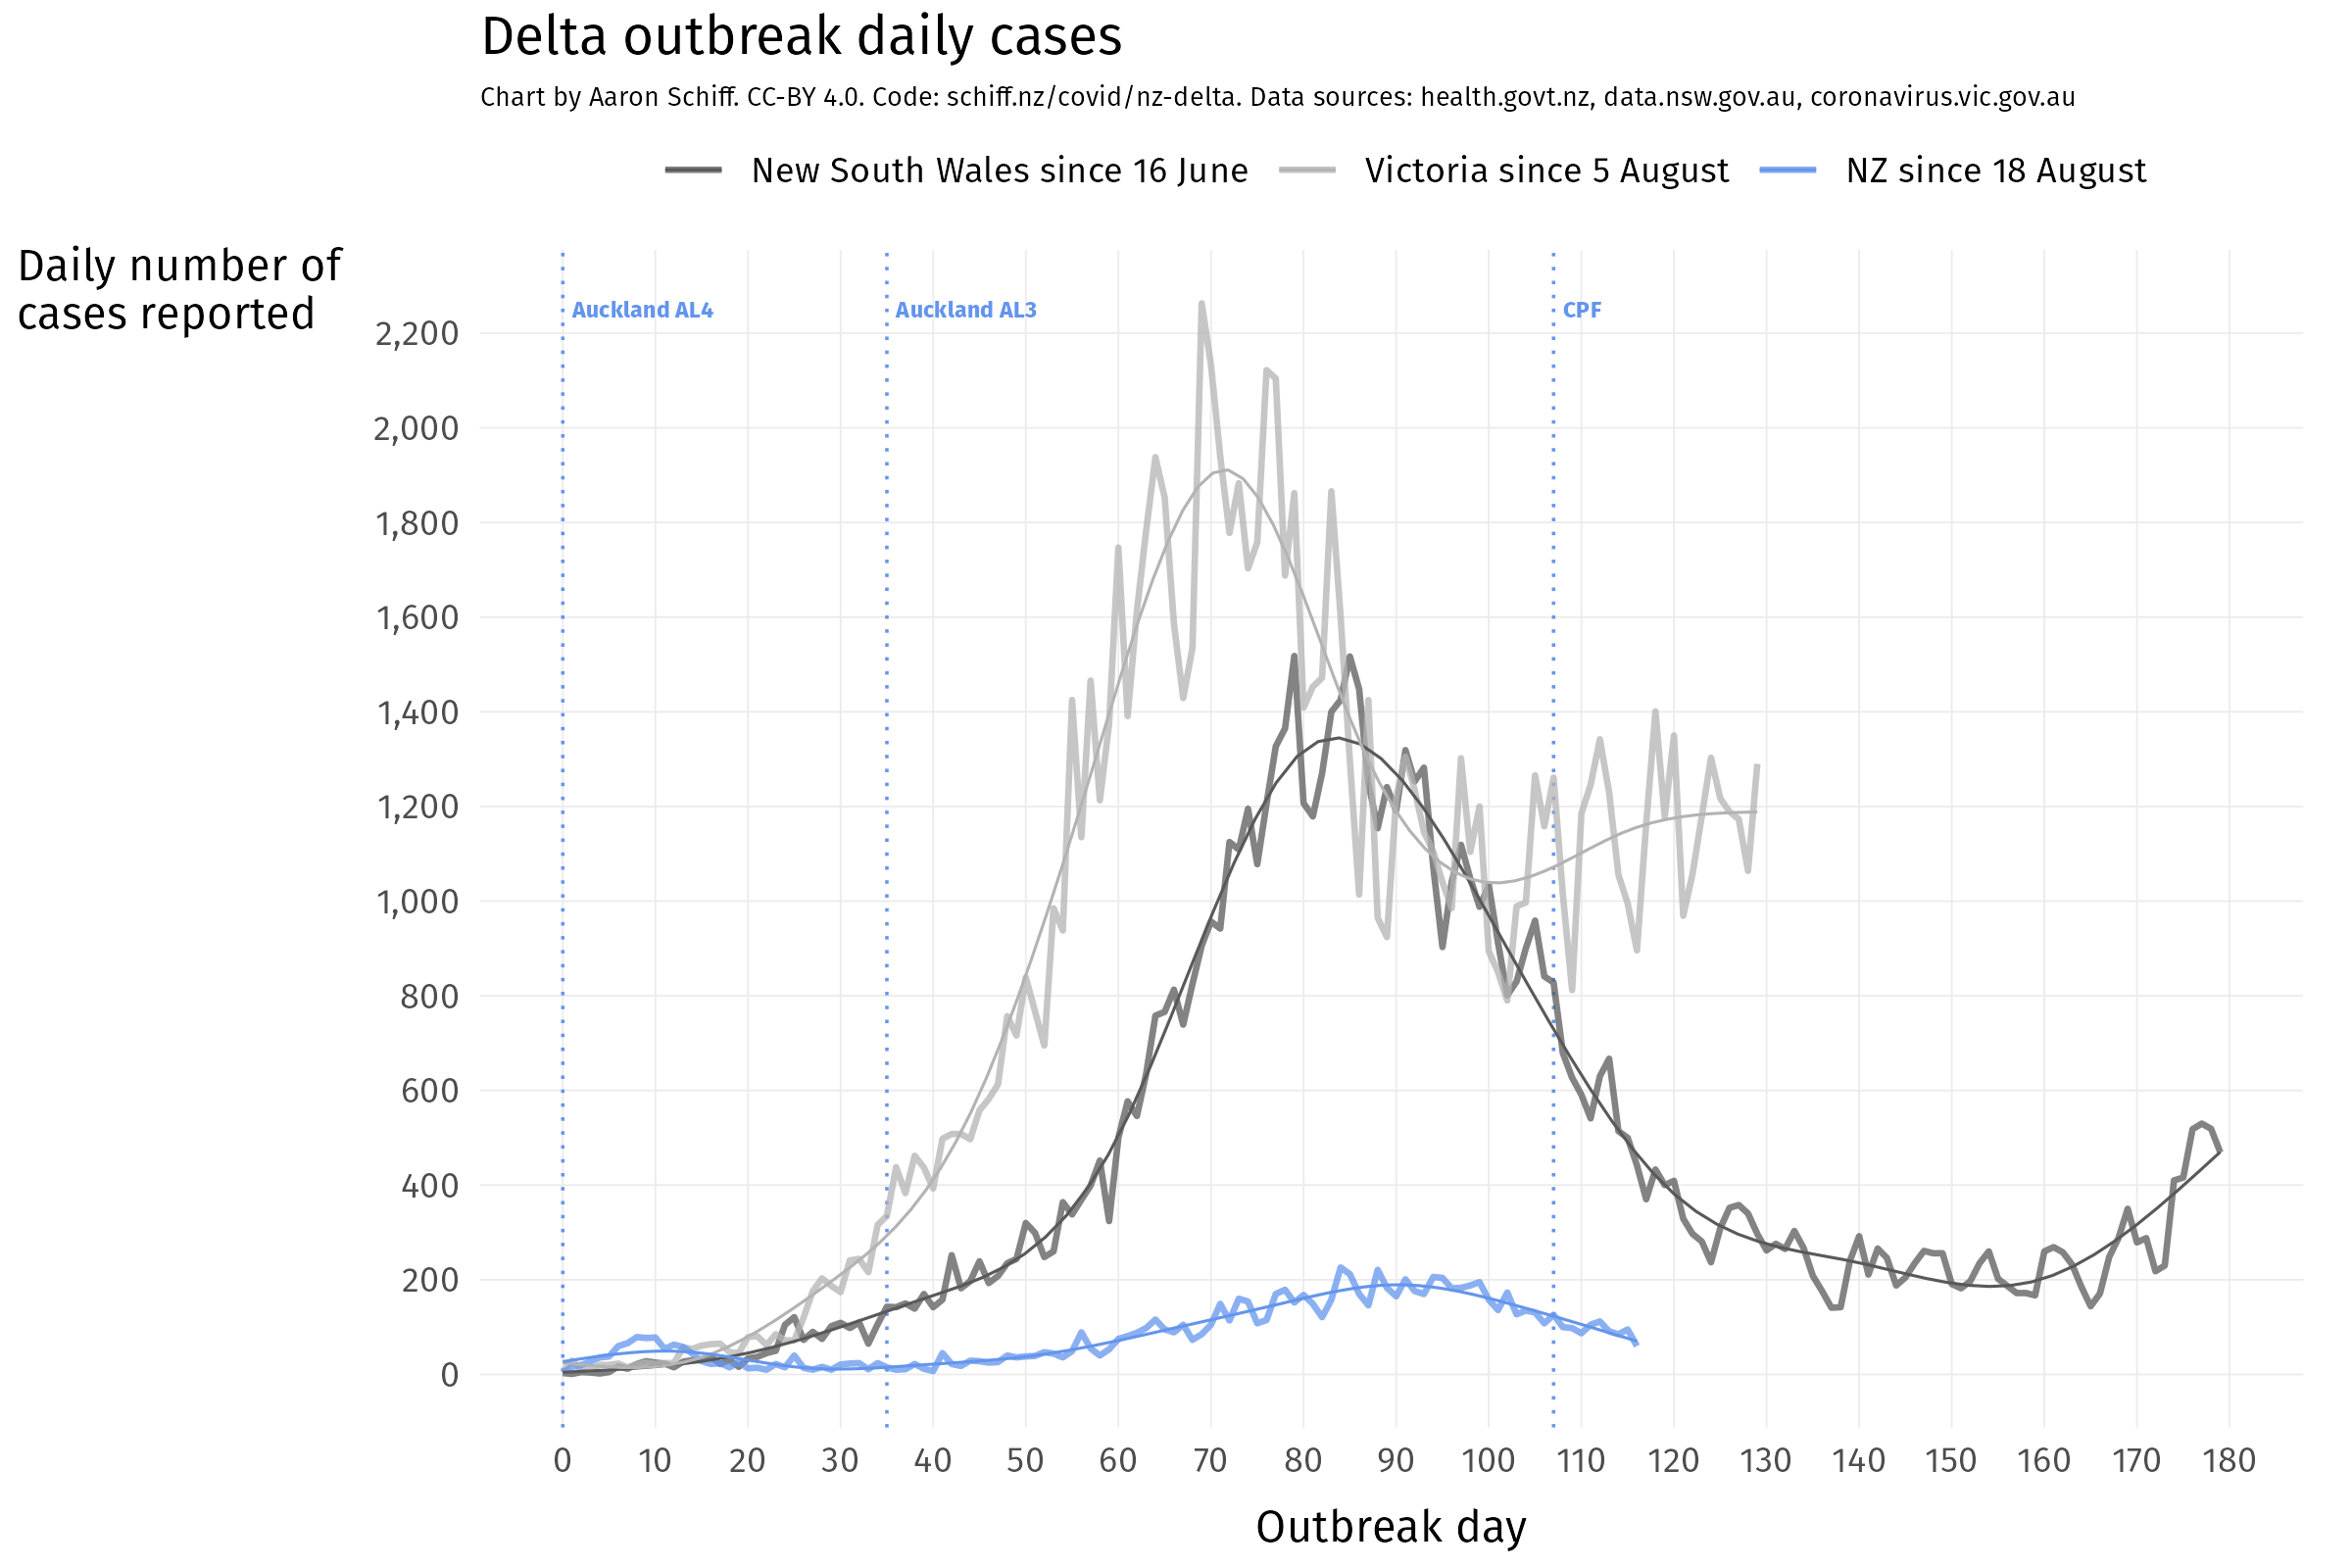 Delta outbreak daily cases
Chart by Aaron Schiff. CC-BY 4.0. Code: schiff.nz/covid/nz-delta. Data sources: health.govt.nz, data.nsw.gov.au, coronavirus.vic.gov.au
New South Wales since 16 June Victoria since 5 August NZ since 18 August
Daily number of
cases reported
Auckland AL4 Auckland AL3 CPF
2,200
2,000
1,800
1,600
1,400
1,200
1,000
800
600
400
200
0
0 10 20 30 40 50 60 70 80 90 100 110 120 130 140 150 160 170 180
Outbreak day